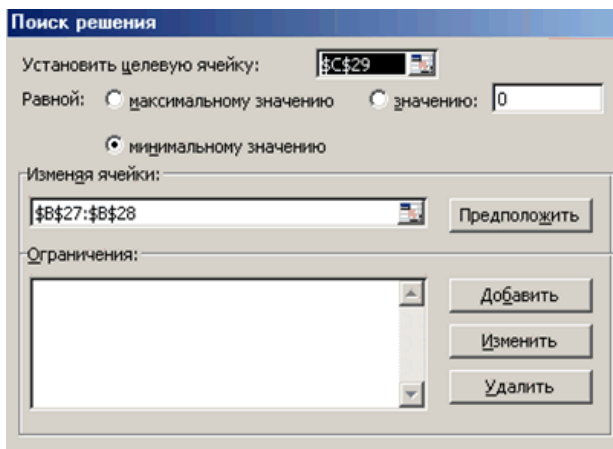 Поиск решения
Установить целевую ячейку: $C$29
Равной: максимальному значению значению: 0
минимальному значению
Изменяя ячейки:
$B$27:$B$28 Предположить
Ограничения:
Добавить
Изменить
Удалить